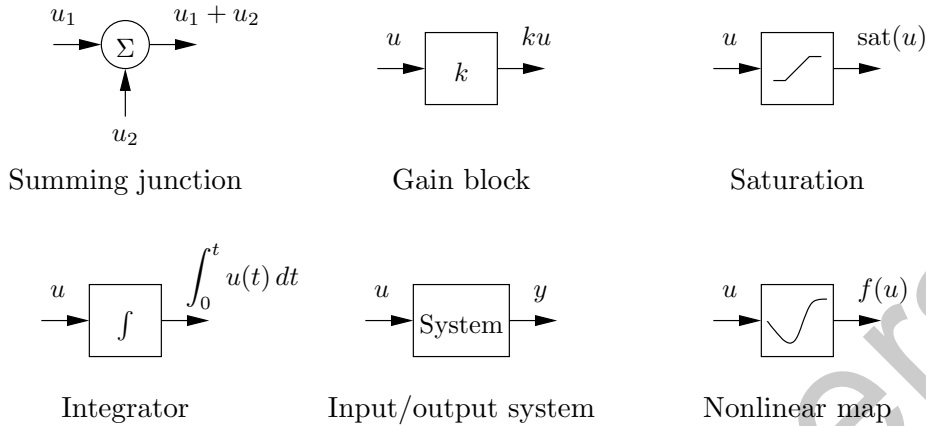 u₁ u₁ + u₂
Σ
u₂
Summing junction
u ku
k
Gain block
u sat(u)
Saturation
u ∫₀ᵗ u(t) dt
∫
Integrator
u y
System
Input/output system
u f(u)
Nonlinear map